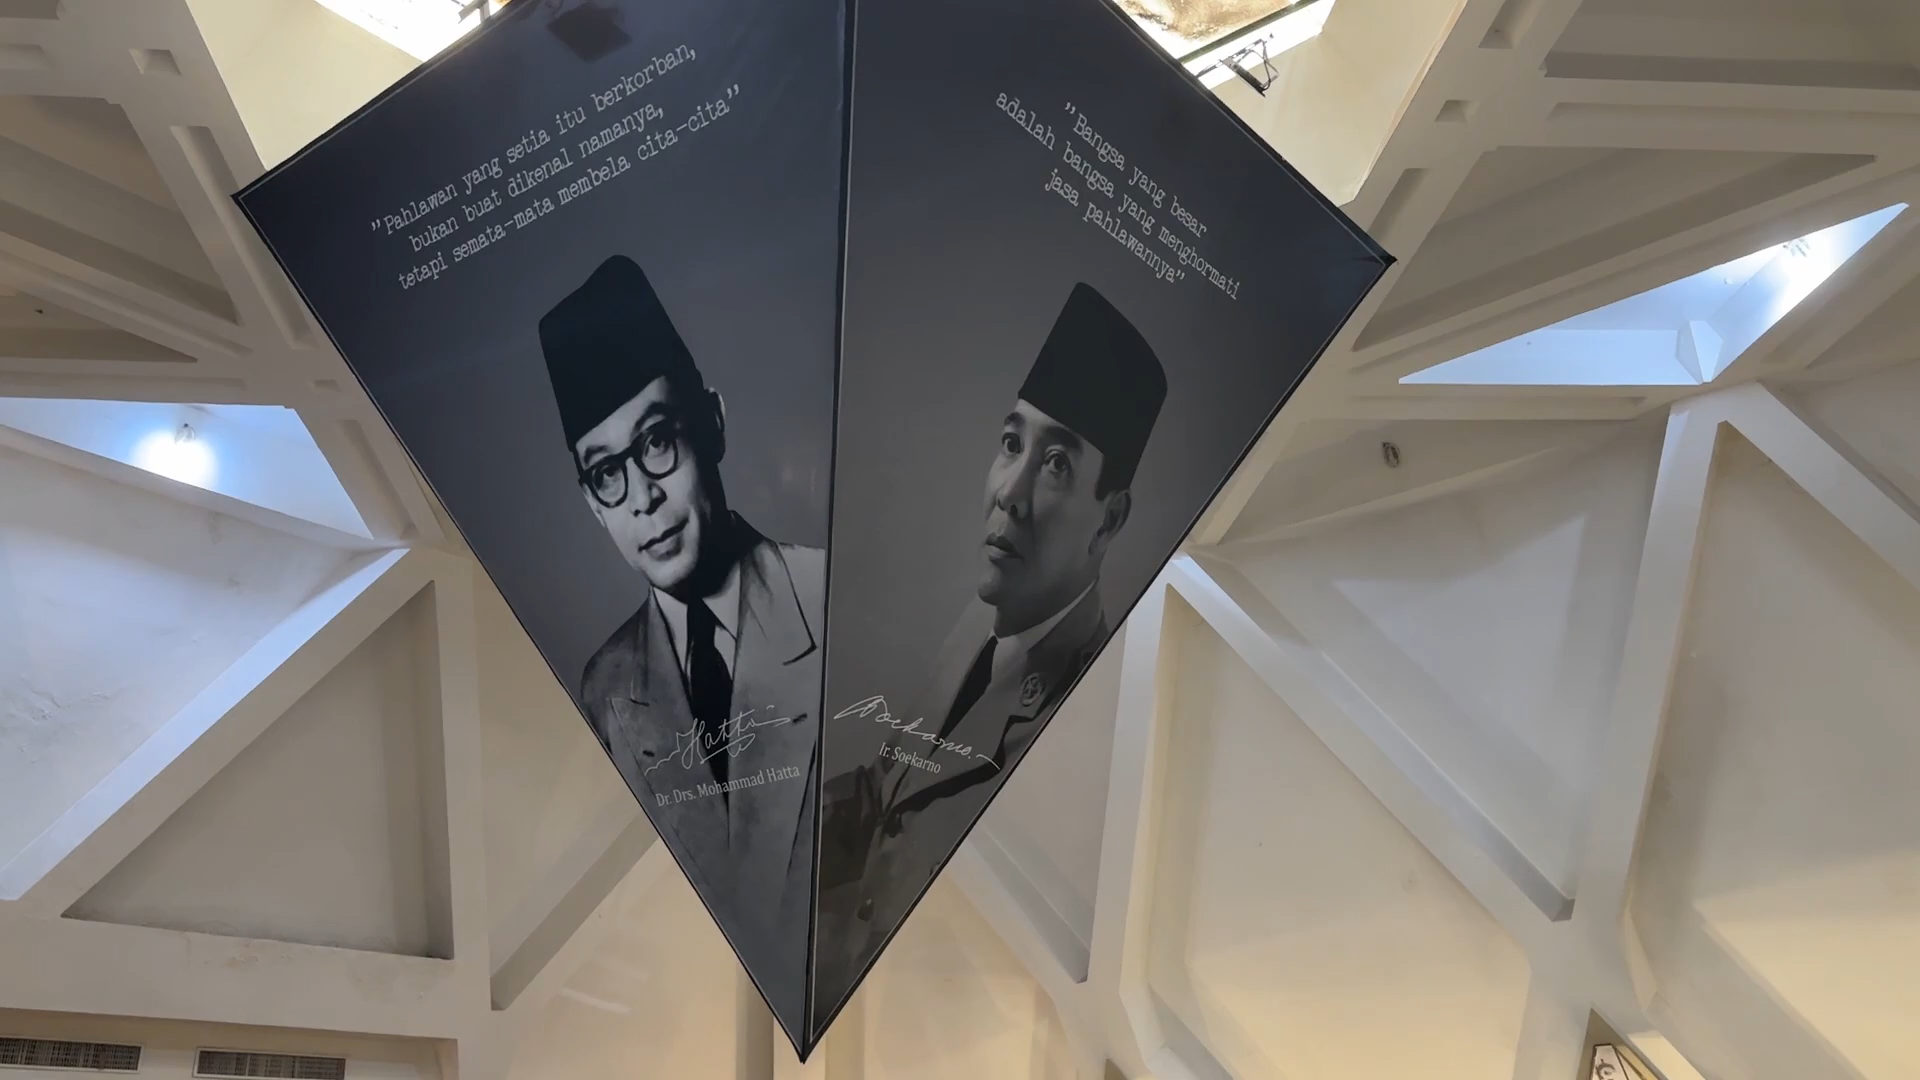 ”Pahlawan yang setia itu berkorban,
bukan buat dikenal namanya,
tetapi semata-mata membela cita-cita”
Hatta
Dr. Drs. Mohammad Hatta
”Bangsa yang besar
adalah bangsa yang menghormati
jasa pahlawannya”
Soekarno.
Ir. Soekarno